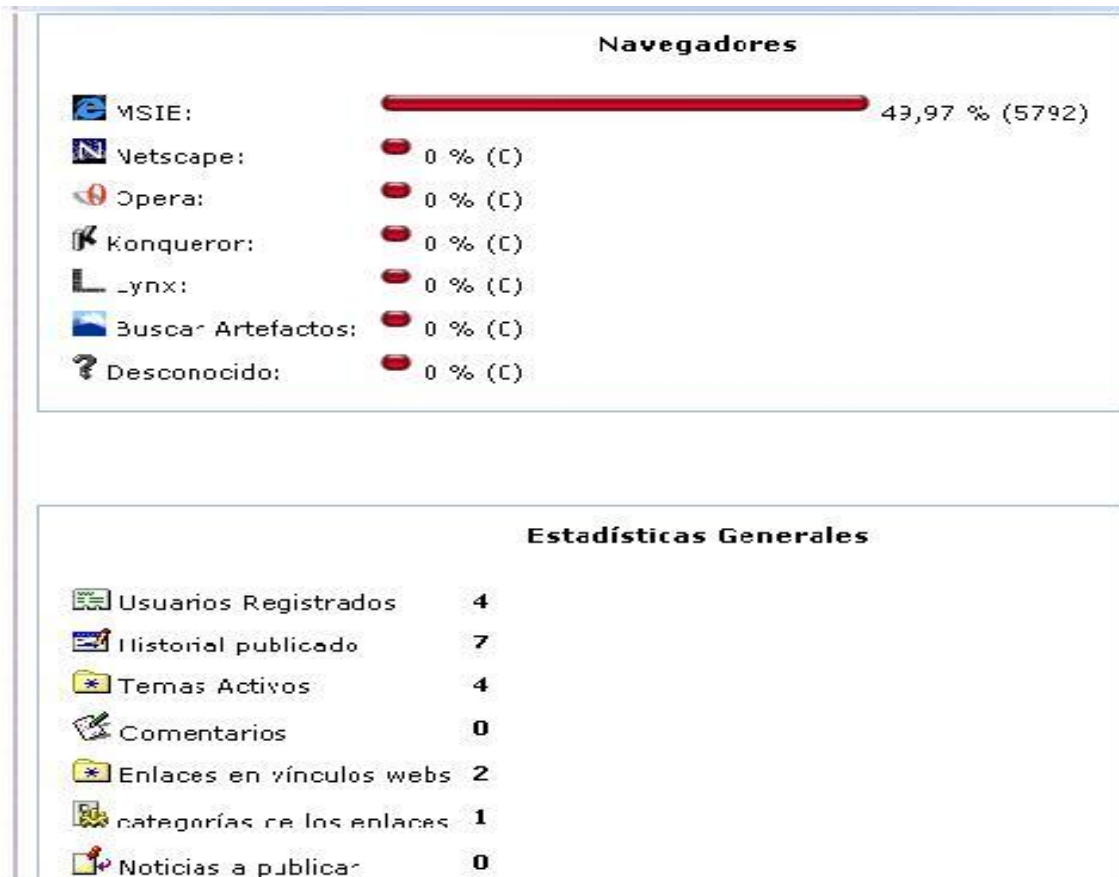 Navegadores
MSIE: 49,97 % (5792)
Netscape: 0 % (0)
Opera: 0 % (0)
Konqueror: 0 % (0)
Lynx: 0 % (0)
Buscar Artefactos: 0 % (0)
Desconocido: 0 % (0)
Estadísticas Generales
Usuarios Registrados 4
Historial publicado 7
Temas Activos 4
Comentarios 0
Enlaces en vínculos webs 2
categorías de los enlaces 1
Noticias a publicar 0